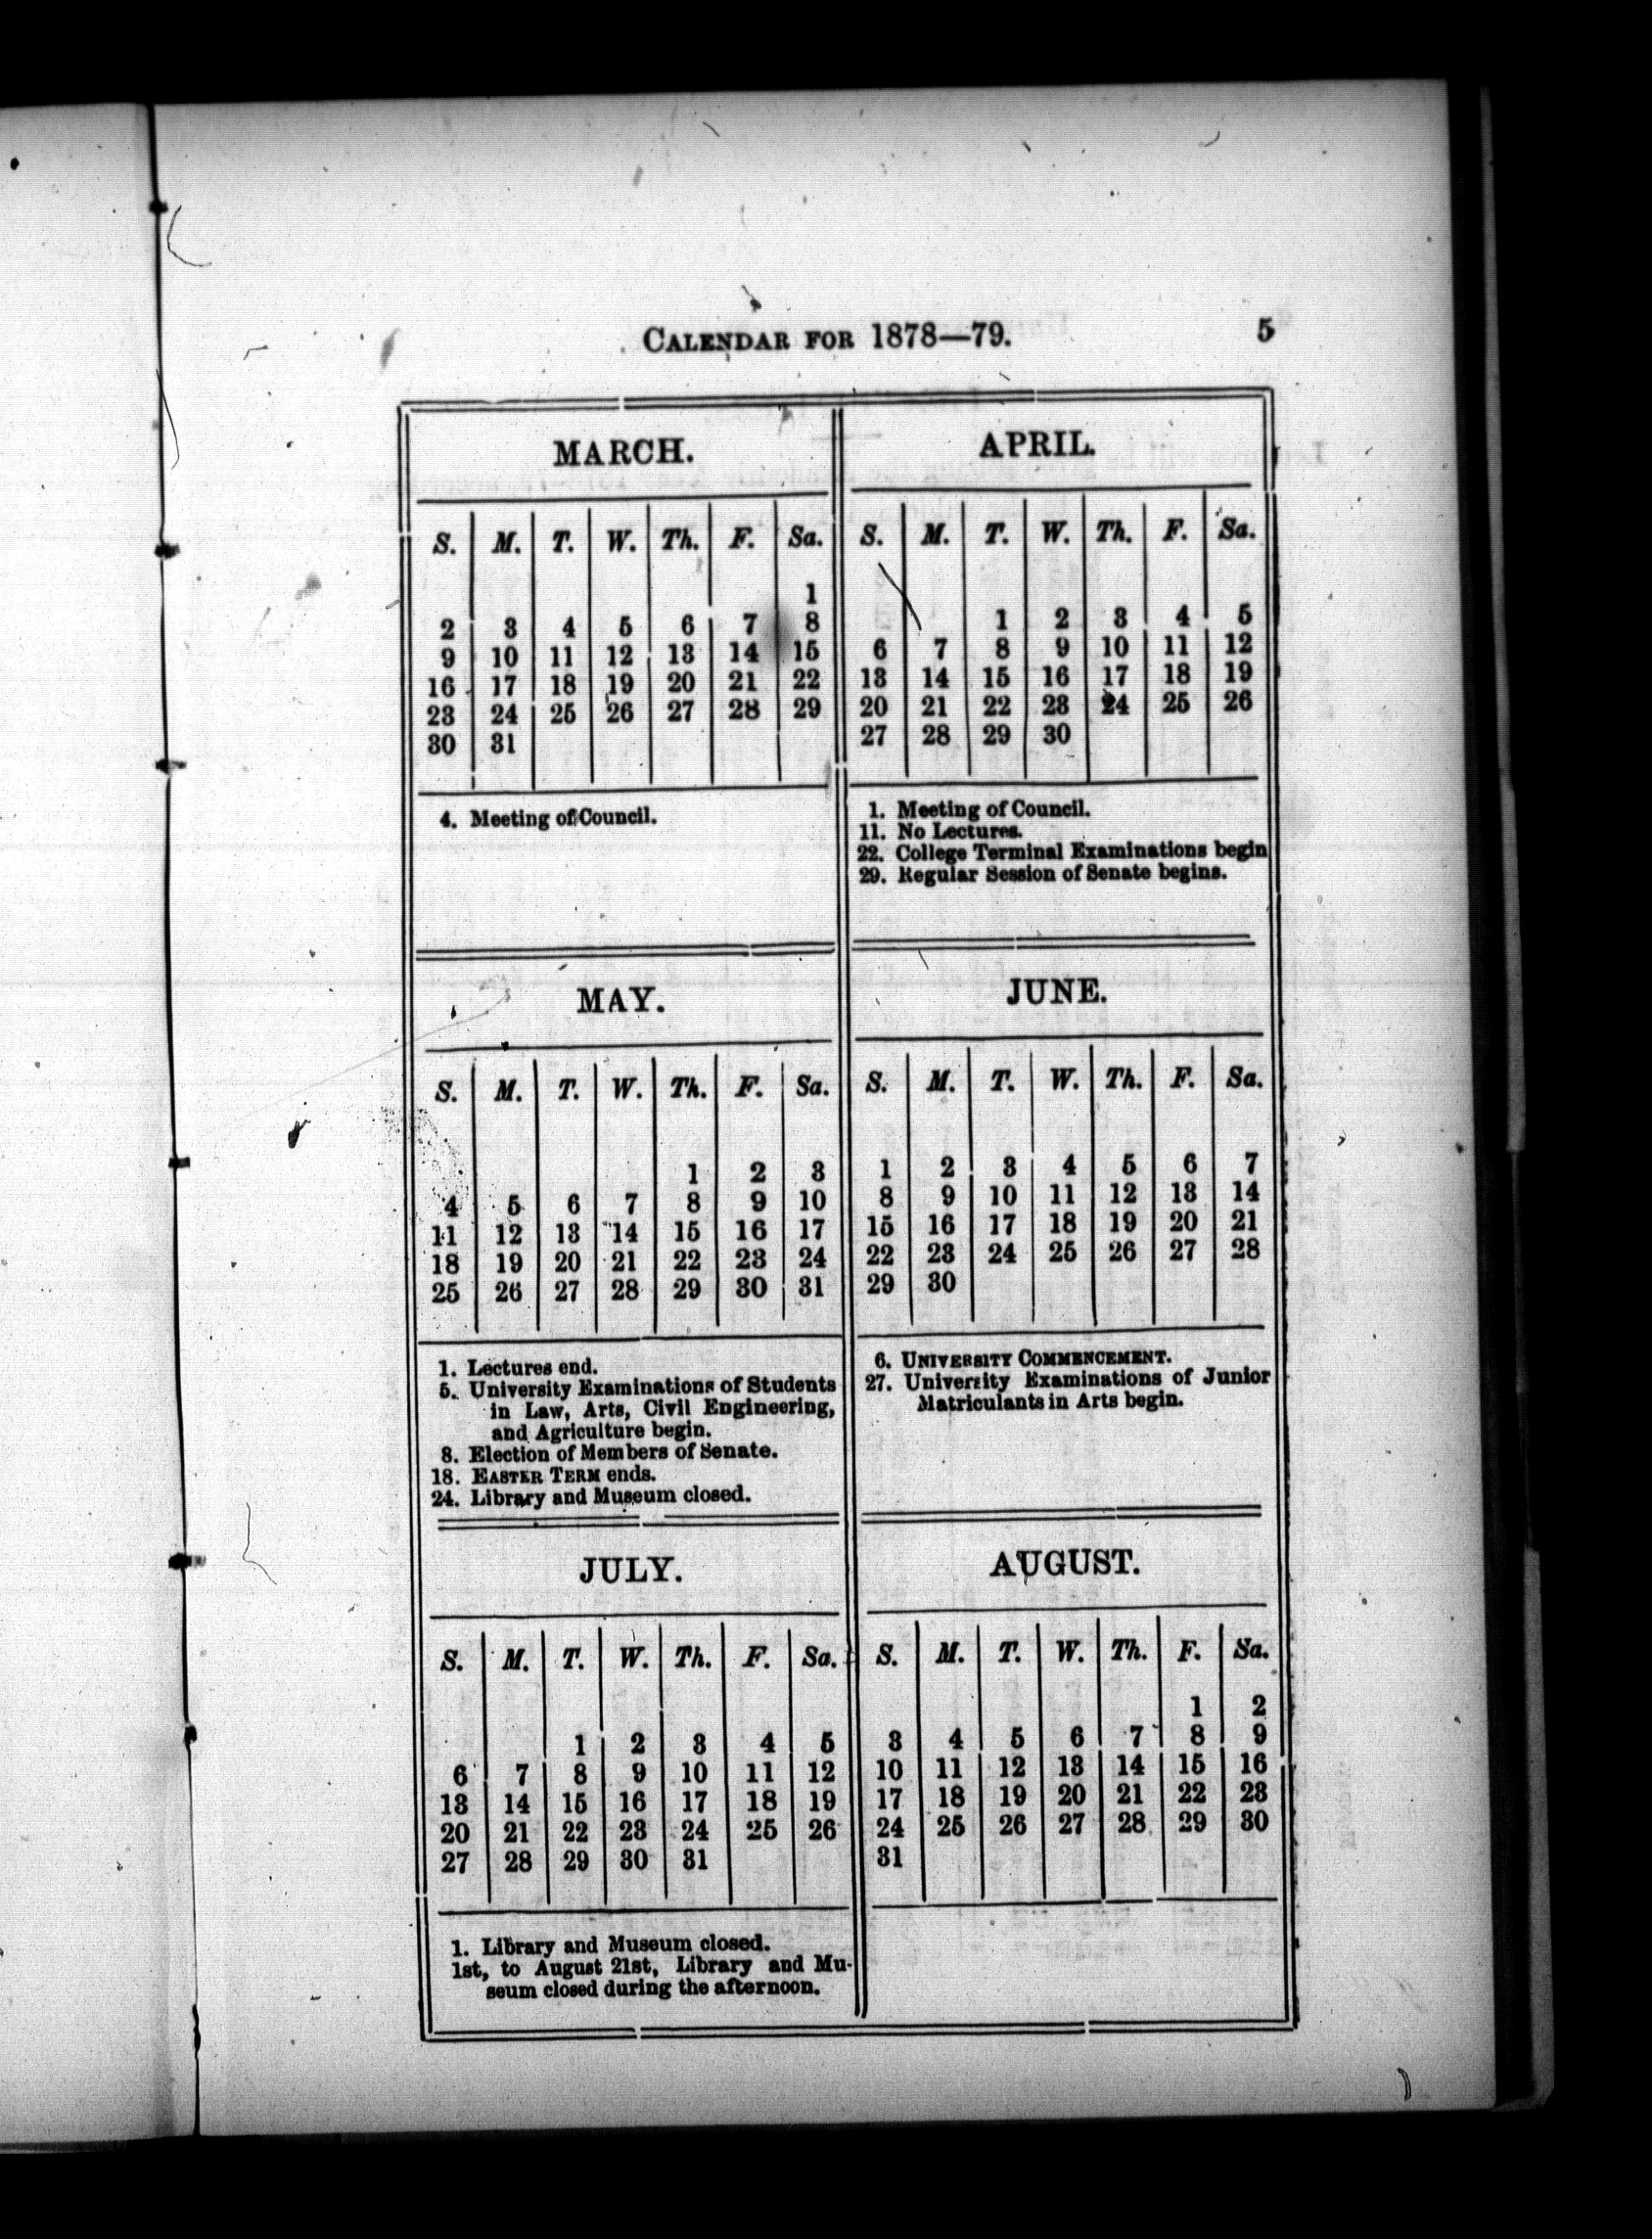 CALENDAR FOR 1878—79. 5
MARCH.
S. M. T. W. Th. F. Sa.
1
2 3 4 5 6 7 8
9 10 11 12 13 14 15
16 17 18 19 20 21 22
23 24 25 26 27 28 29
30 31
4. Meeting of Council.
APRIL.
S. M. T. W. Th. F. Sa.
1 2 3 4 5
6 7 8 9 10 11 12
13 14 15 16 17 18 19
20 21 22 23 24 25 26
27 28 29 30
1. Meeting of Council.
11. No Lectures.
22. College Terminal Examinations begin
29. Regular Session of Senate begins.
MAY.
S. M. T. W. Th. F. Sa.
1 2 3
4 5 6 7 8 9 10
11 12 13 14 15 16 17
18 19 20 21 22 23 24
25 26 27 28 29 30 31
1. Lectures end.
5. University Examinations of Students
in Law, Arts, Civil Engineering,
and Agriculture begin.
8. Election of Members of Senate.
18. EASTER TERM ends.
24. Library and Museum closed.
JUNE.
S. M. T. W. Th. F. Sa.
1 2 3 4 5 6 7
8 9 10 11 12 13 14
15 16 17 18 19 20 21
22 23 24 25 26 27 28
29 30
6. UNIVERSITY COMMENCEMENT.
27. University Examinations of Junior
Matriculants in Arts begin.
JULY.
S. M. T. W. Th. F. Sa.
1 2 3 4 5
6 7 8 9 10 11 12
13 14 15 16 17 18 19
20 21 22 23 24 25 26
27 28 29 30 31
1. Library and Museum closed.
1st, to August 21st, Library and Mu-
seum closed during the afternoon.
AUGUST.
S. M. T. W. Th. F. Sa.
1 2
3 4 5 6 7 8 9
10 11 12 13 14 15 16
17 18 19 20 21 22 23
24 25 26 27 28 29 30
31